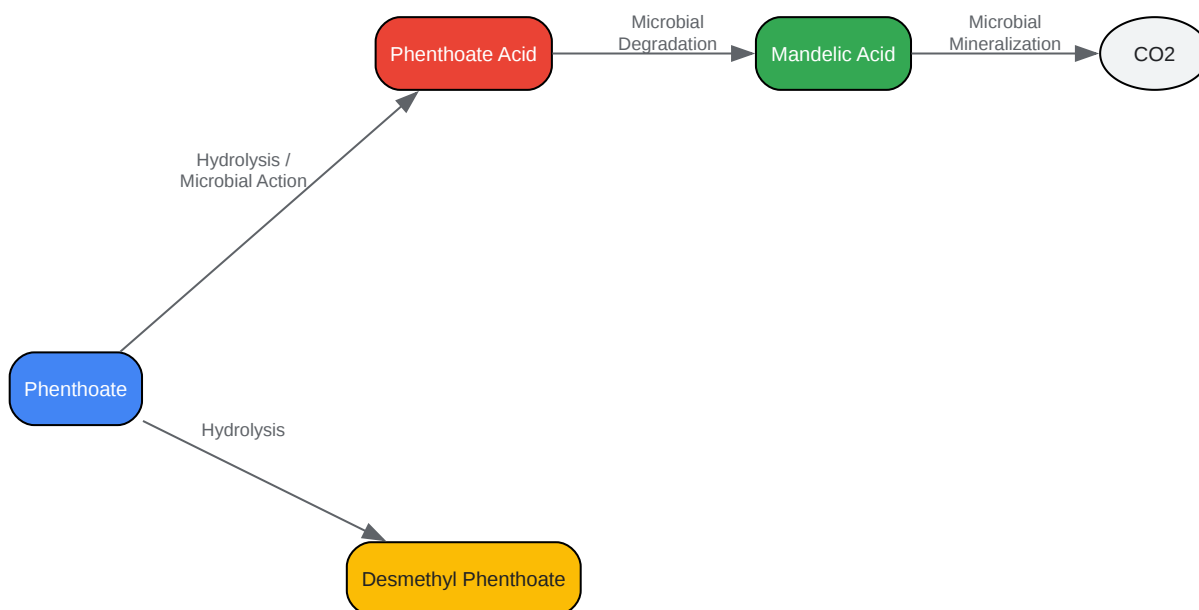 Phenthoate Acid
Microbial
Degradation
Mandelic Acid
Microbial
Mineralization
CO2
Hydrolysis /
Microbial Action
Phenthoate
Hydrolysis
Desmethyl Phenthoate